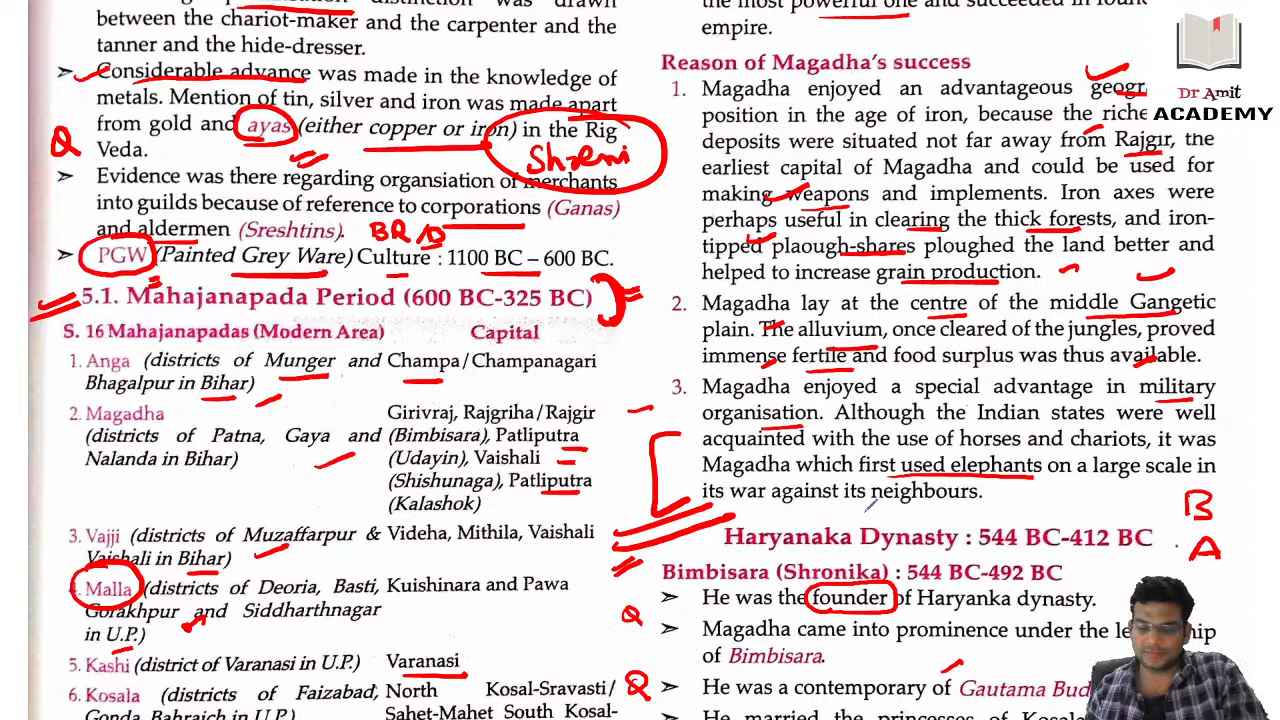 between the chariot-maker and the carpenter and the
tanner and the hide-dresser.
➤ Considerable advance was made in the knowledge of
metals. Mention of tin, silver and iron was made apart
from gold and ayas (either copper or iron) in the Rig
Veda.
➤ Evidence was there regarding organsiation of merchants
into guilds because of reference to corporations (Ganas)
and aldermen (Sreshtins).
➤ PGW (Painted Grey Ware) Culture : 1100 BC – 600 BC.
5.1. Mahajanapada Period (600 BC-325 BC)
S. 16 Mahajanapadas (Modern Area) Capital
1. Anga (districts of Munger and Champa/Champanagari
Bhagalpur in Bihar)
2. Magadha Girivraj, Rajgriha/Rajgir
(districts of Patna, Gaya and (Bimbisara), Patliputra
Nalanda in Bihar) (Udayin), Vaishali
(Shishunaga), Patliputra
(Kalashok)
3. Vajji (districts of Muzaffarpur & Videha, Mithila, Vaishali
Vaishali in Bihar)
4. Malla (districts of Deoria, Basti, Kuishinara and Pawa
Gorakhpur and Siddharthnagar
in U.P.)
5. Kashi (district of Varanasi in U.P.) Varanasi
6. Kosala (districts of Faizabad, North Kosal-Sravasti/
Gonda, Bahraich in U.P.) Sahet-Mahet South Kosal-
Q
Shreni
BR/D
the most powerful one and succeeded in
empire.
Reason of Magadha's success
1. Magadha enjoyed an advantageous geogr
position in the age of iron, because the riche
deposits were situated not far away from Rajgir, the
earliest capital of Magadha and could be used for
making weapons and implements. Iron axes were
perhaps useful in clearing the thick forests, and iron-
tipped plaough-shares ploughed the land better and
helped to increase grain production.
2. Magadha lay at the centre of the middle Gangetic
plain. The alluvium, once cleared of the jungles, proved
immense fertile and food surplus was thus available.
3. Magadha enjoyed a special advantage in military
organisation. Although the Indian states were well
acquainted with the use of horses and chariots, it was
Magadha which first used elephants on a large scale in
its war against its neighbours.
Haryanaka Dynasty : 544 BC-412 BC
Bimbisara (Shronika) : 544 BC-492 BC
➤ He was the founder of Haryanka dynasty.
➤ Magadha came into prominence under the
of Bimbisara.
➤ He was a contemporary of Gautama Bud
➤ He married the princesses of
B
A
Q
Q
Dr Amit
ACADEMY